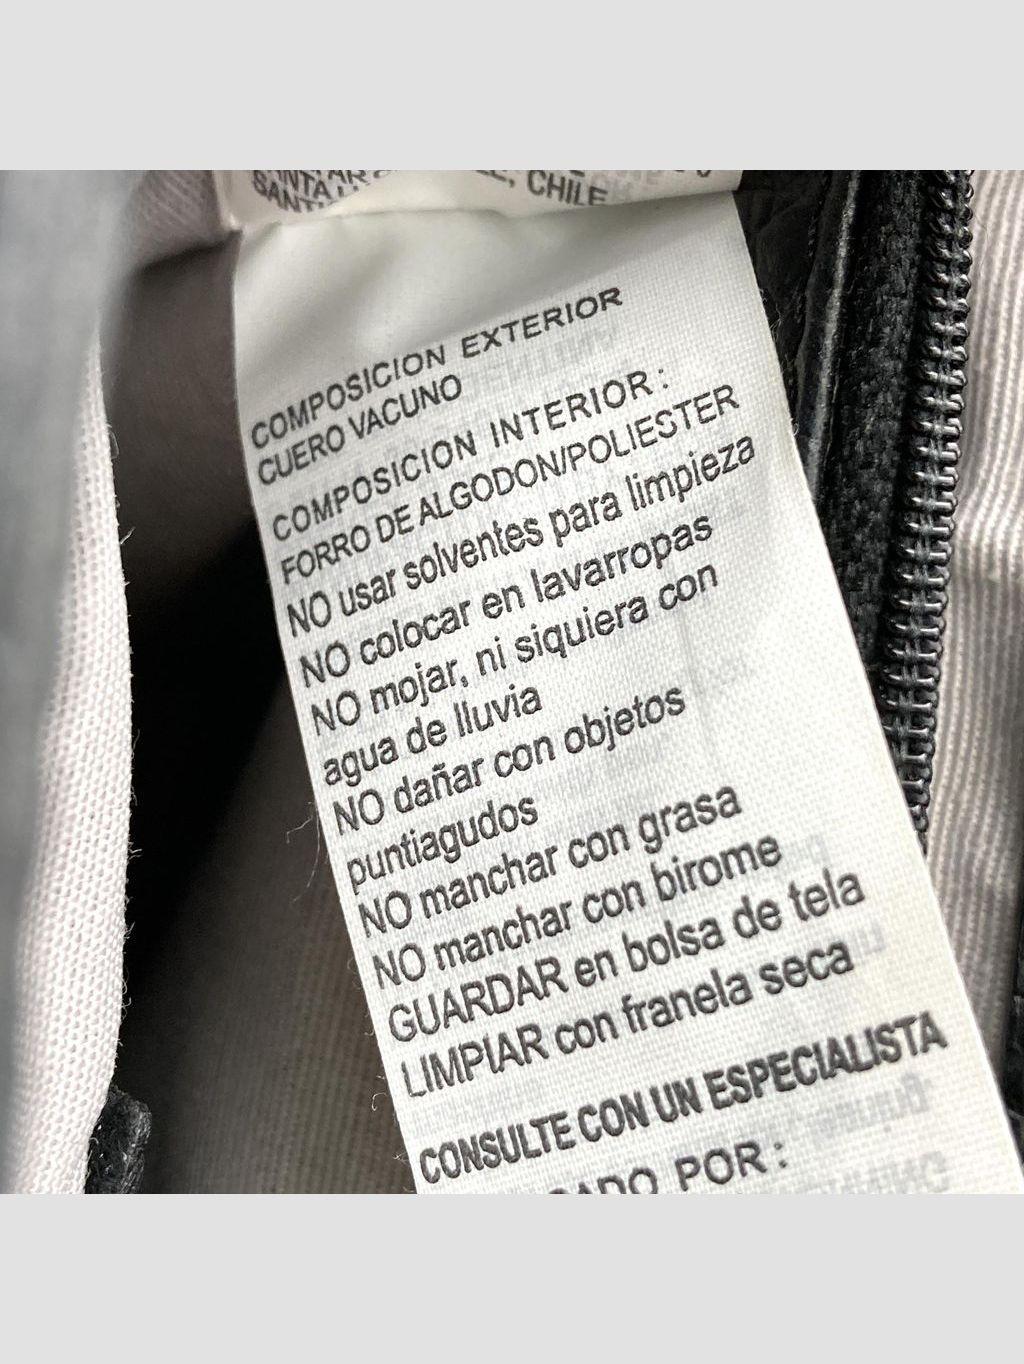 CHILE
COMPOSICION EXTERIOR
CUERO VACUNO
COMPOSICION INTERIOR :
FORRO DE ALGODON/POLIESTER
NO usar solventes para limpieza
NO colocar en lavarropas
NO mojar, ni siquiera con
agua de lluvia
NO dañar con objetos
puntiagudos
NO manchar con grasa
NO manchar con birome
GUARDAR en bolsa de tela
LIMPIAR con franela seca
CONSULTE CON UN ESPECIALISTA
POR :